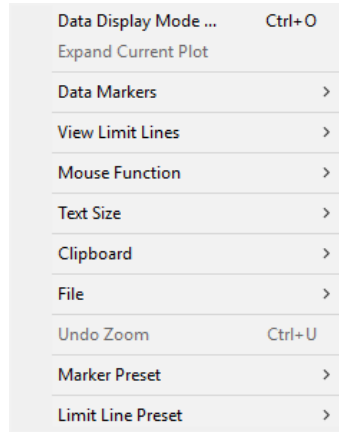 Data Display Mode ... Ctrl+O
Expand Current Plot
Data Markers >
View Limit Lines >
Mouse Function >
Text Size >
Clipboard >
File >
Undo Zoom Ctrl+U
Marker Preset >
Limit Line Preset >